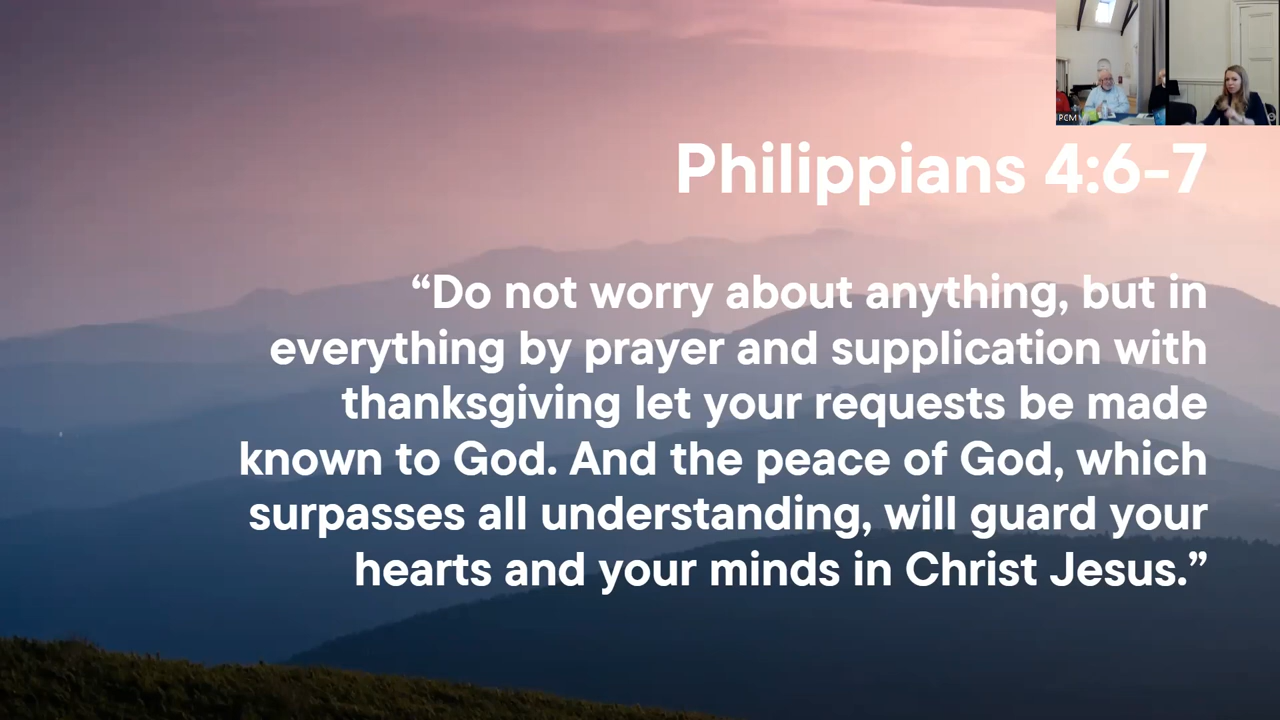 Philippians 4:6-7
“Do not worry about anything, but in
everything by prayer and supplication with
thanksgiving let your requests be made
known to God. And the peace of God, which
surpasses all understanding, will guard your
hearts and your minds in Christ Jesus.”